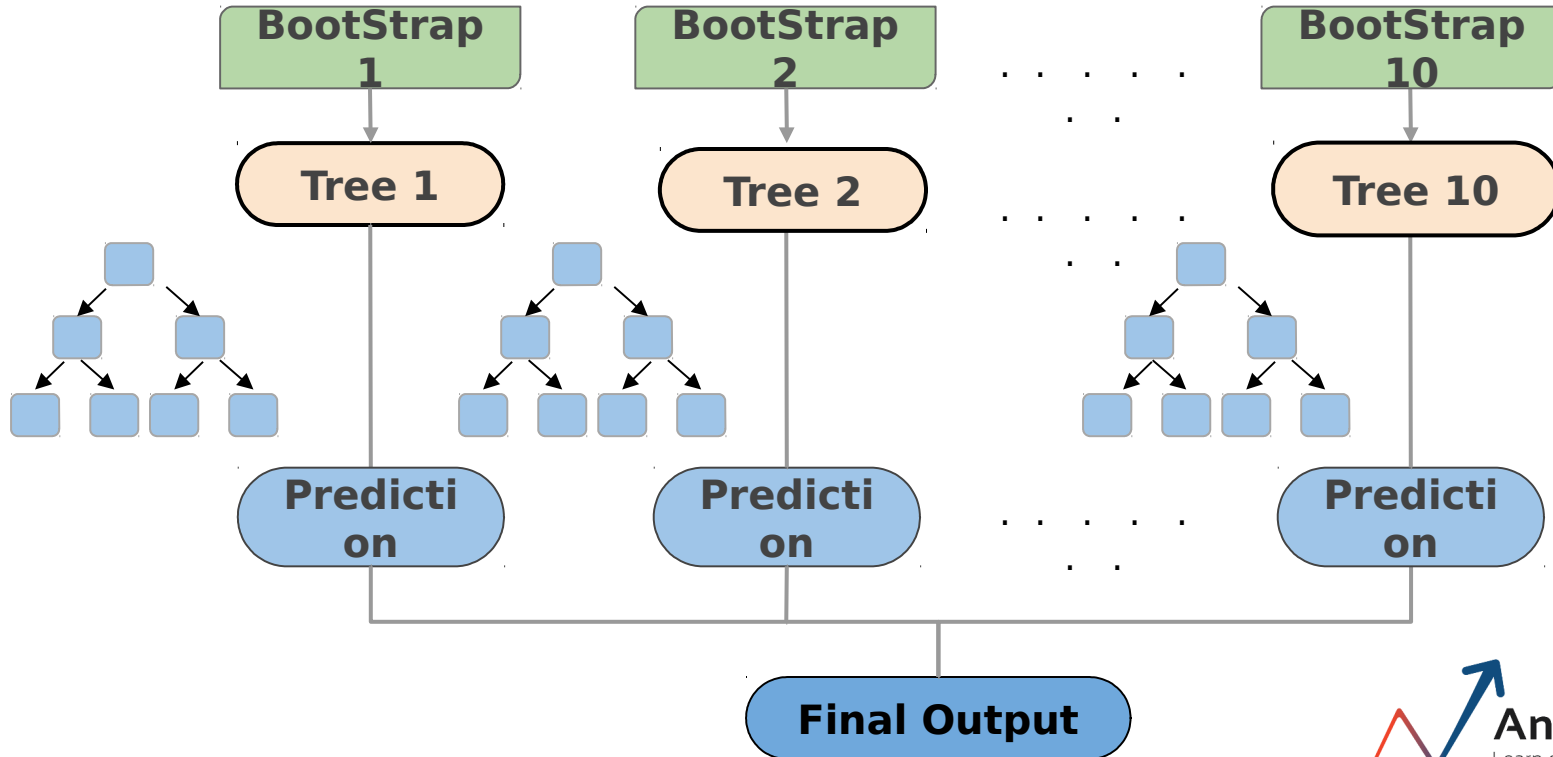 BootStrap
1
BootStrap
2
. . . . .
. .
BootStrap
10
Tree 1
Tree 2
. . . . .
. .
Tree 10
Predicti
on
Predicti
on
. . . . .
. .
Predicti
on
Final Output
An